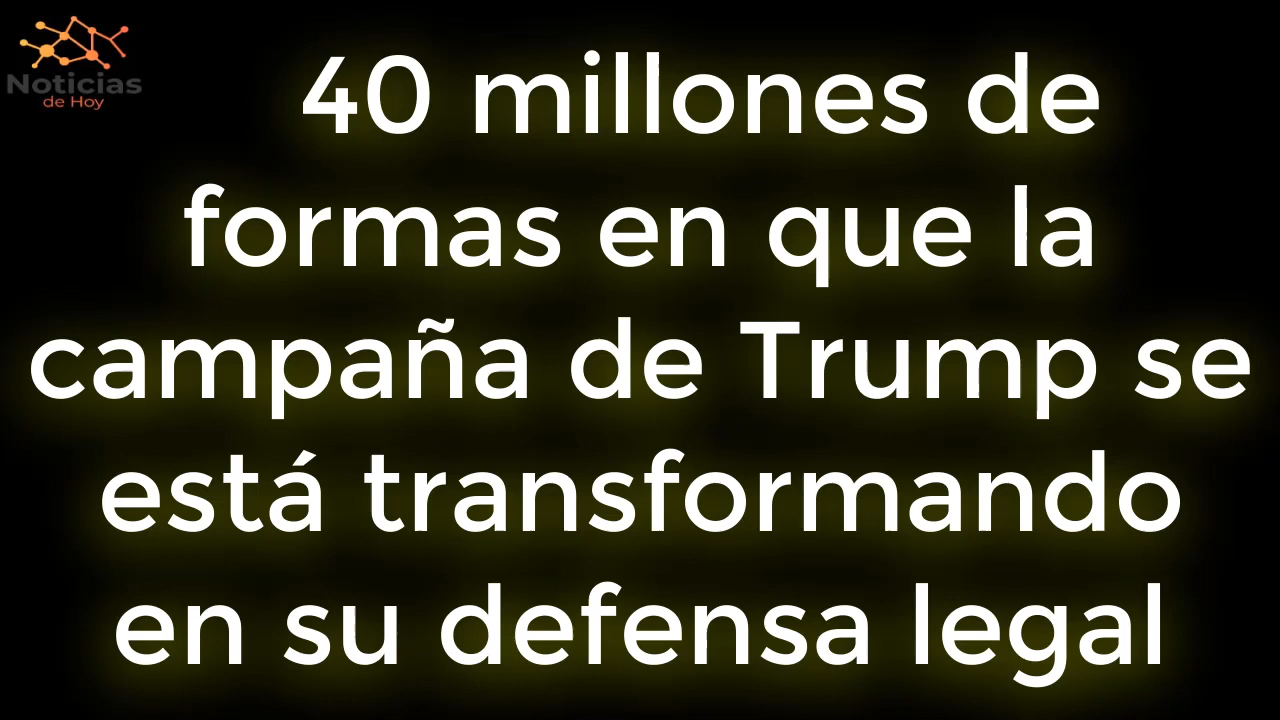 Noticias
de Hoy
40 millones de
formas en que la
campaña de Trump se
está transformando
en su defensa legal